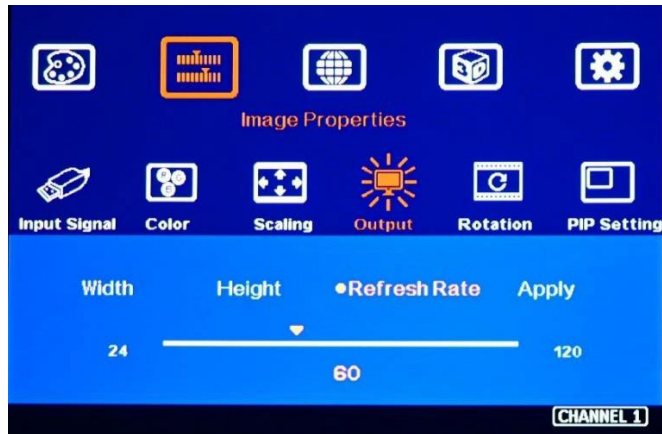 3D
Image Properties
R G B
Input Signal Color Scaling Output Rotation PIP Setting
Width Height •Refresh Rate Apply
24 120
60
CHANNEL 1